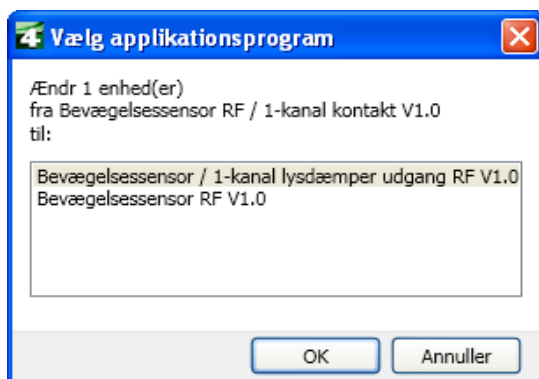 4 Vælg applikationsprogram
Ændr 1 enhed(er)
fra Bevægelsessensor RF / 1-kanal kontakt V1.0
til:
Bevægelsessensor / 1-kanal lysdæmper udgang RF V1.0
Bevægelsessensor RF V1.0
OK
Annuller